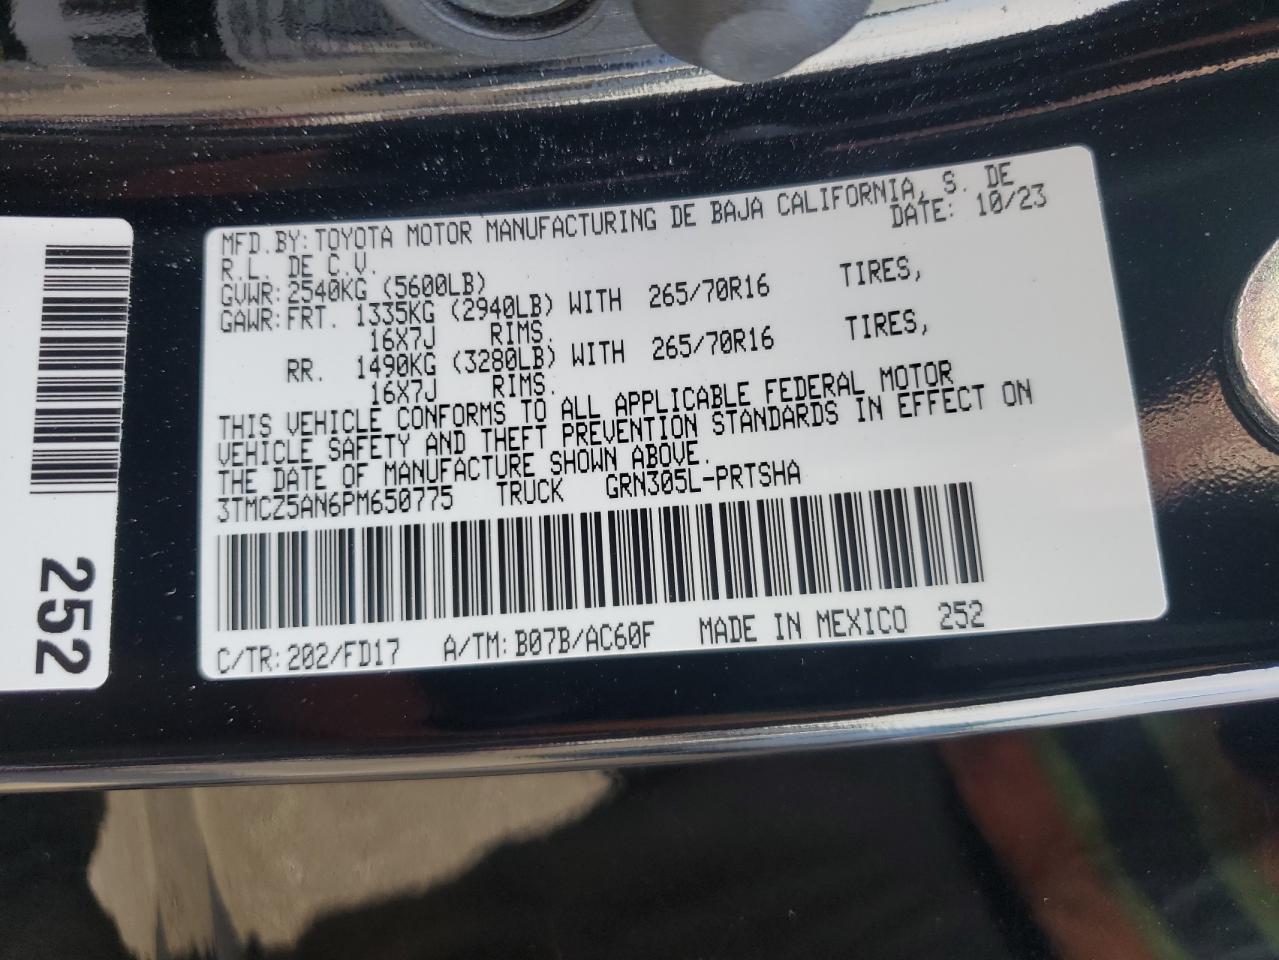 MFD.BY: TOYOTA MOTOR MANUFACTURING DE BAJA CALIFORNIA, S. DE
R.L. DE C.V. DATE: 10/23
GVWR: 2540KG (5600LB)
GAWR: FRT. 1335KG (2940LB) WITH 265/70R16 TIRES,
16X7J RIMS.
RR. 1490KG (3280LB) WITH 265/70R16 TIRES,
16X7J RIMS.
THIS VEHICLE CONFORMS TO ALL APPLICABLE FEDERAL MOTOR
VEHICLE SAFETY AND THEFT PREVENTION STANDARDS IN EFFECT ON
THE DATE OF MANUFACTURE SHOWN ABOVE.
3TMCZ5AN6PM650775 TRUCK GRN305L-PRTSHA
C/TR: 202/FD17 A/TM: B07B/AC60F MADE IN MEXICO 252
252